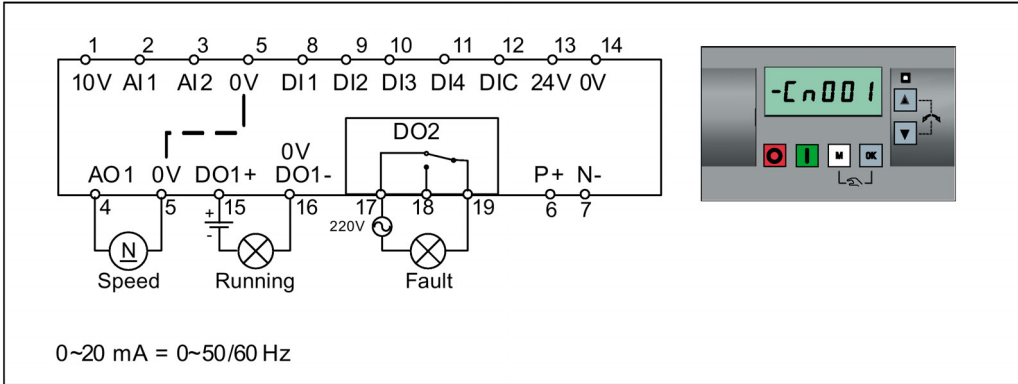 1 2 3 5 8 9 10 11 12 13 14
10V AI1 AI2 0V DI1 DI2 DI3 DI4 DIC 24V 0V
-Cn001
DO2
0V
AO1 0V DO1+ DO1- P+ N-
4 5 15 16 17 18 19 6 7
+
-
220V
M OK
N
Speed Running Fault
0~20 mA = 0~50/60 Hz